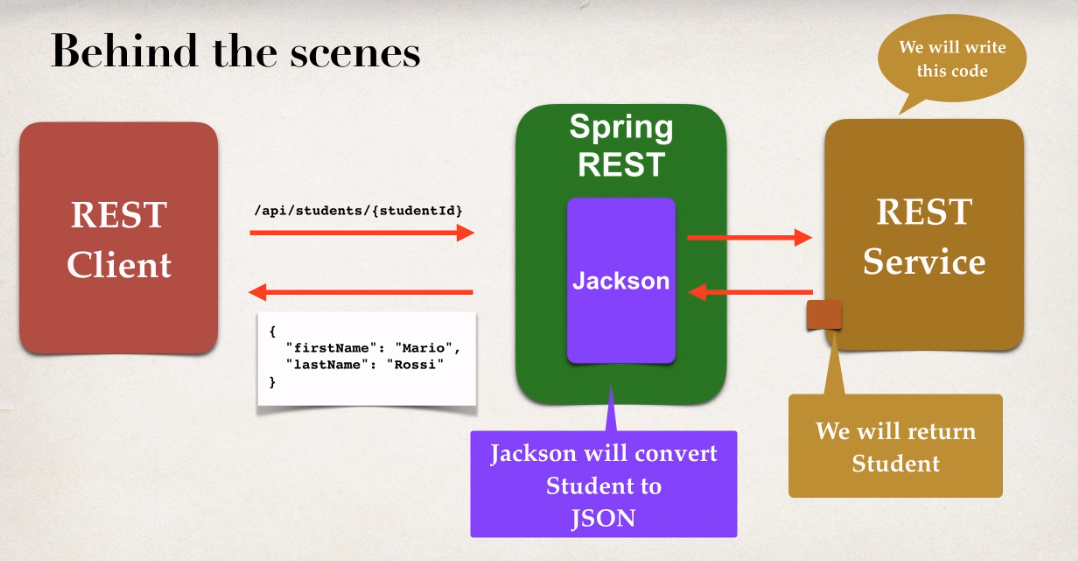 Behind the scenes
We will write
this code
REST
Client
/api/students/{studentId}
{
"firstName": "Mario",
"lastName": "Rossi"
}
Spring
REST
Jackson
REST
Service
Jackson will convert
Student to
JSON
We will return
Student